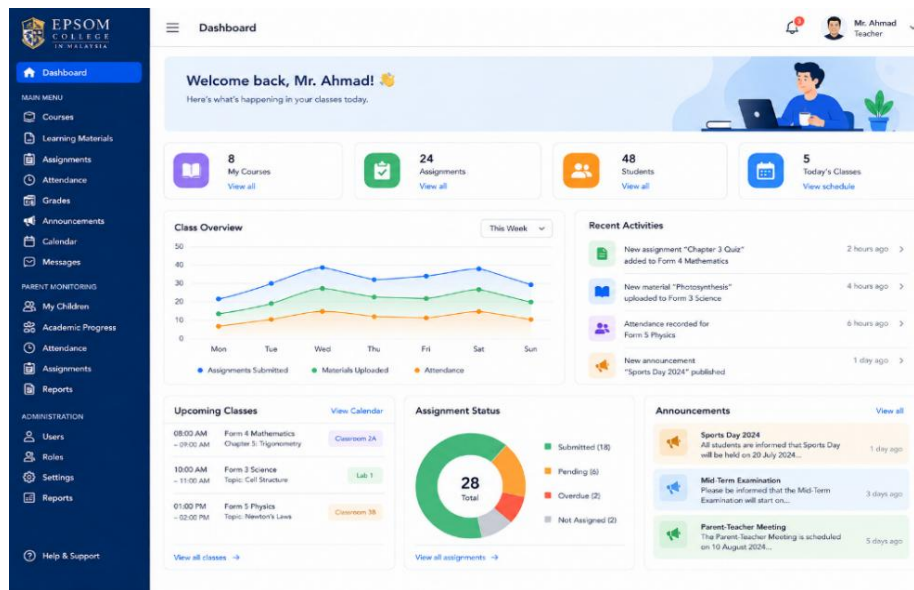 EPSOM
COLLEGE
IN MALAYSIA
Dashboard
MAIN MENU
Courses
Learning Materials
Assignments
Attendance
Grades
Announcements
Calendar
Messages
PARENT MONITORING
My Children
Academic Progress
Attendance
Assignments
Reports
ADMINISTRATION
Users
Roles
Settings
Reports
Help & Support
Dashboard
3
Mr. Ahmad
Teacher
Welcome back, Mr. Ahmad! 👋
Here's what's happening in your classes today.
8
My Courses
View all
24
Assignments
View all
48
Students
View all
5
Today's Classes
View schedule
Class Overview
This Week
50
40
30
20
10
0
Mon Tue Wed Thu Fri Sat Sun
Assignments Submitted Materials Uploaded Attendance
Recent Activities
New assignment "Chapter 3 Quiz"
added to Form 4 Mathematics
2 hours ago
New material "Photosynthesis"
uploaded to Form 3 Science
4 hours ago
Attendance recorded for
Form 5 Physics
6 hours ago
New announcement
"Sports Day 2024" published
1 day ago
Upcoming Classes
View Calendar
08:00 AM
– 09:00 AM
Form 4 Mathematics
Chapter 5: Trigonometry
Classroom 2A
10:00 AM
– 11:00 AM
Form 3 Science
Topic: Cell Structure
Lab 1
01:00 PM
– 02:00 PM
Form 5 Physics
Topic: Newton's Laws
Classroom 3B
View all classes →
Assignment Status
28
Total
Submitted (18)
Pending (6)
Overdue (2)
Not Assigned (2)
View all assignments →
Announcements
View all
Sports Day 2024
All students are informed that Sports Day
will be held on 20 July 2024...
1 day ago
Mid-Term Examination
Please be informed that the Mid-Term
Examination will start on...
3 days ago
Parent-Teacher Meeting
The Parent-Teacher Meeting is scheduled
on 10 August 2024...
5 days ago